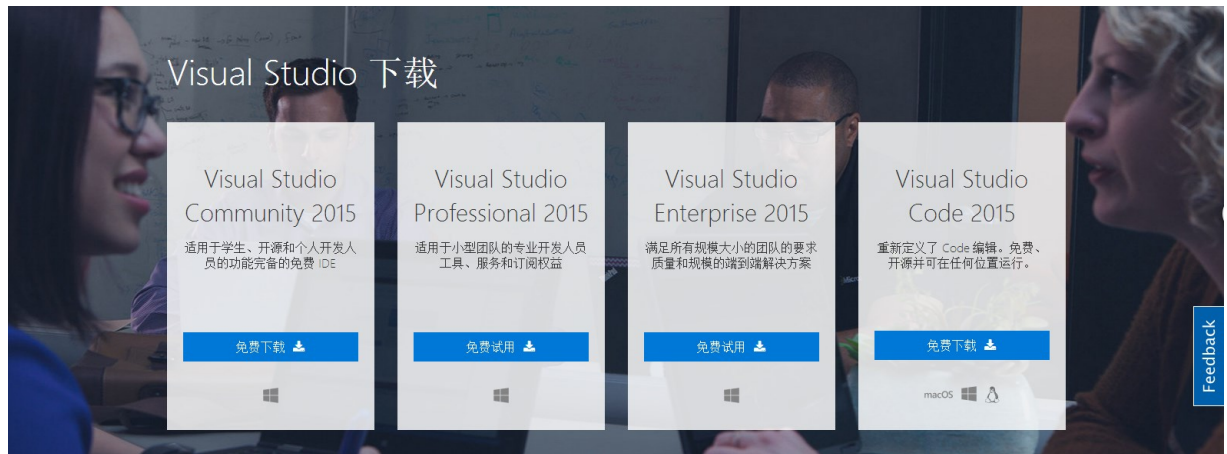 Visual Studio 下载
Visual Studio
Community 2015
适用于学生、开源和个人开发人
员的功能完备的免费 IDE
免费下载
Visual Studio
Professional 2015
适用于小型团队的专业开发人员
工具、服务和订阅权益
免费试用
Visual Studio
Enterprise 2015
满足所有规模大小的团队的要求
质量和规模的端到端解决方案
免费试用
Visual Studio
Code 2015
重新定义了 Code 编辑。免费、
开源并可在任何位置运行。
免费下载
macOS
Feedback